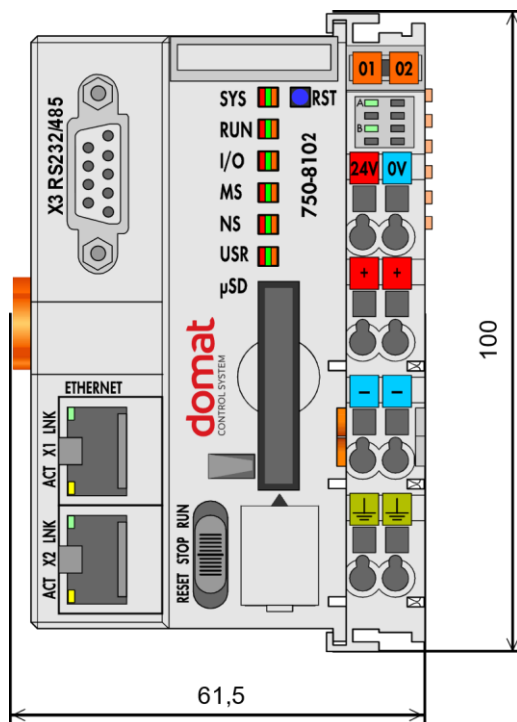 X3 RS232/485
SYS
RST
RUN
I/O
MS
NS
USR
µSD
750-8102
01 02
A
B
24V 0V
+ +
− −
domat
CONTROL SYSTEM
ETHERNET
ACT X1 LNK
ACT X2 LNK
RESET STOP RUN
100
61,5